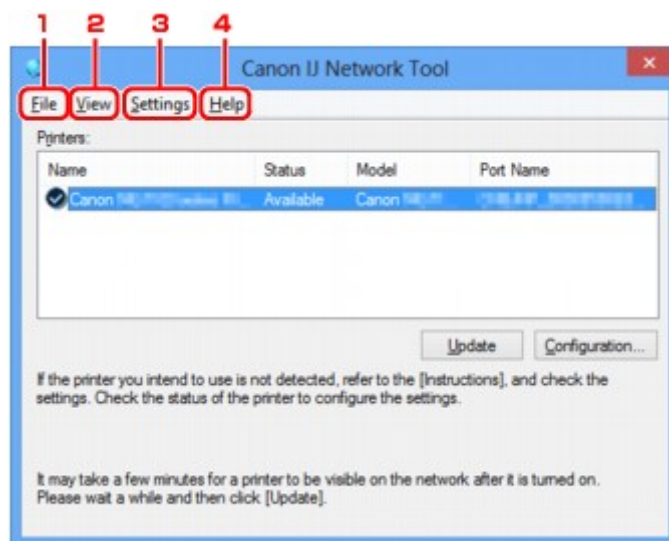 1 2 3 4
Canon IJ Network Tool
File View Settings Help
Printers:
Name Status Model Port Name
Canon Available Canon
Update Configuration...
If the printer you intend to use is not detected, refer to the [Instructions], and check the
settings. Check the status of the printer to configure the settings.
It may take a few minutes for a printer to be visible on the network after it is turned on.
Please wait a while and then click [Update].